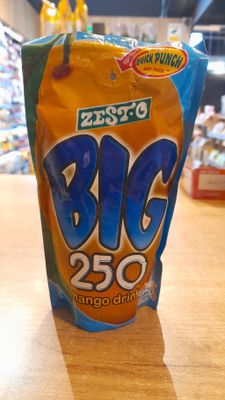 QUICK PUNCH
ZEST-O
BIG
250
mango drink